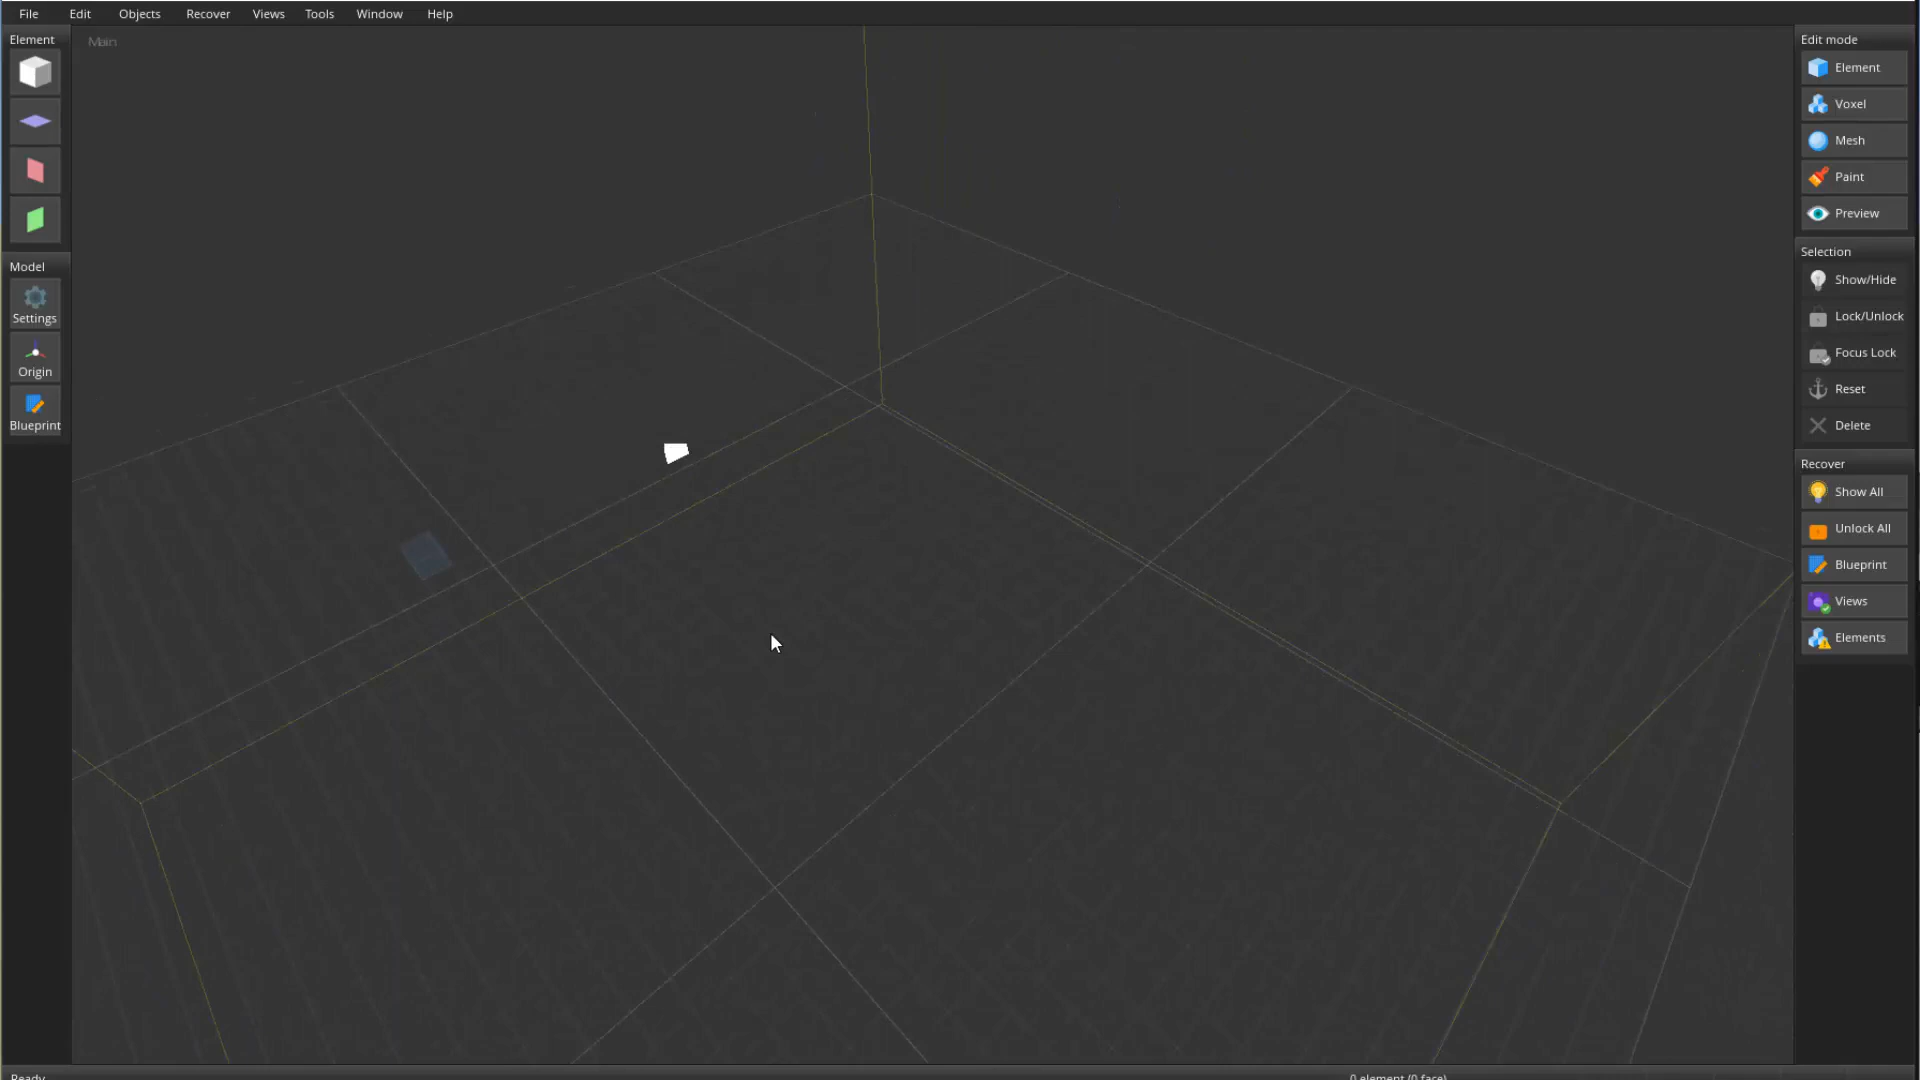 File Edit Objects Recover Views Tools Window Help
Element
Main
Edit mode
Element
Voxel
Mesh
Paint
Preview
Selection
Show/Hide
Lock/Unlock
Focus Lock
Reset
Delete
Recover
Show All
Unlock All
Blueprint
Views
Elements
Model
Settings
Origin
Blueprint
Ready
0 element (0 face)